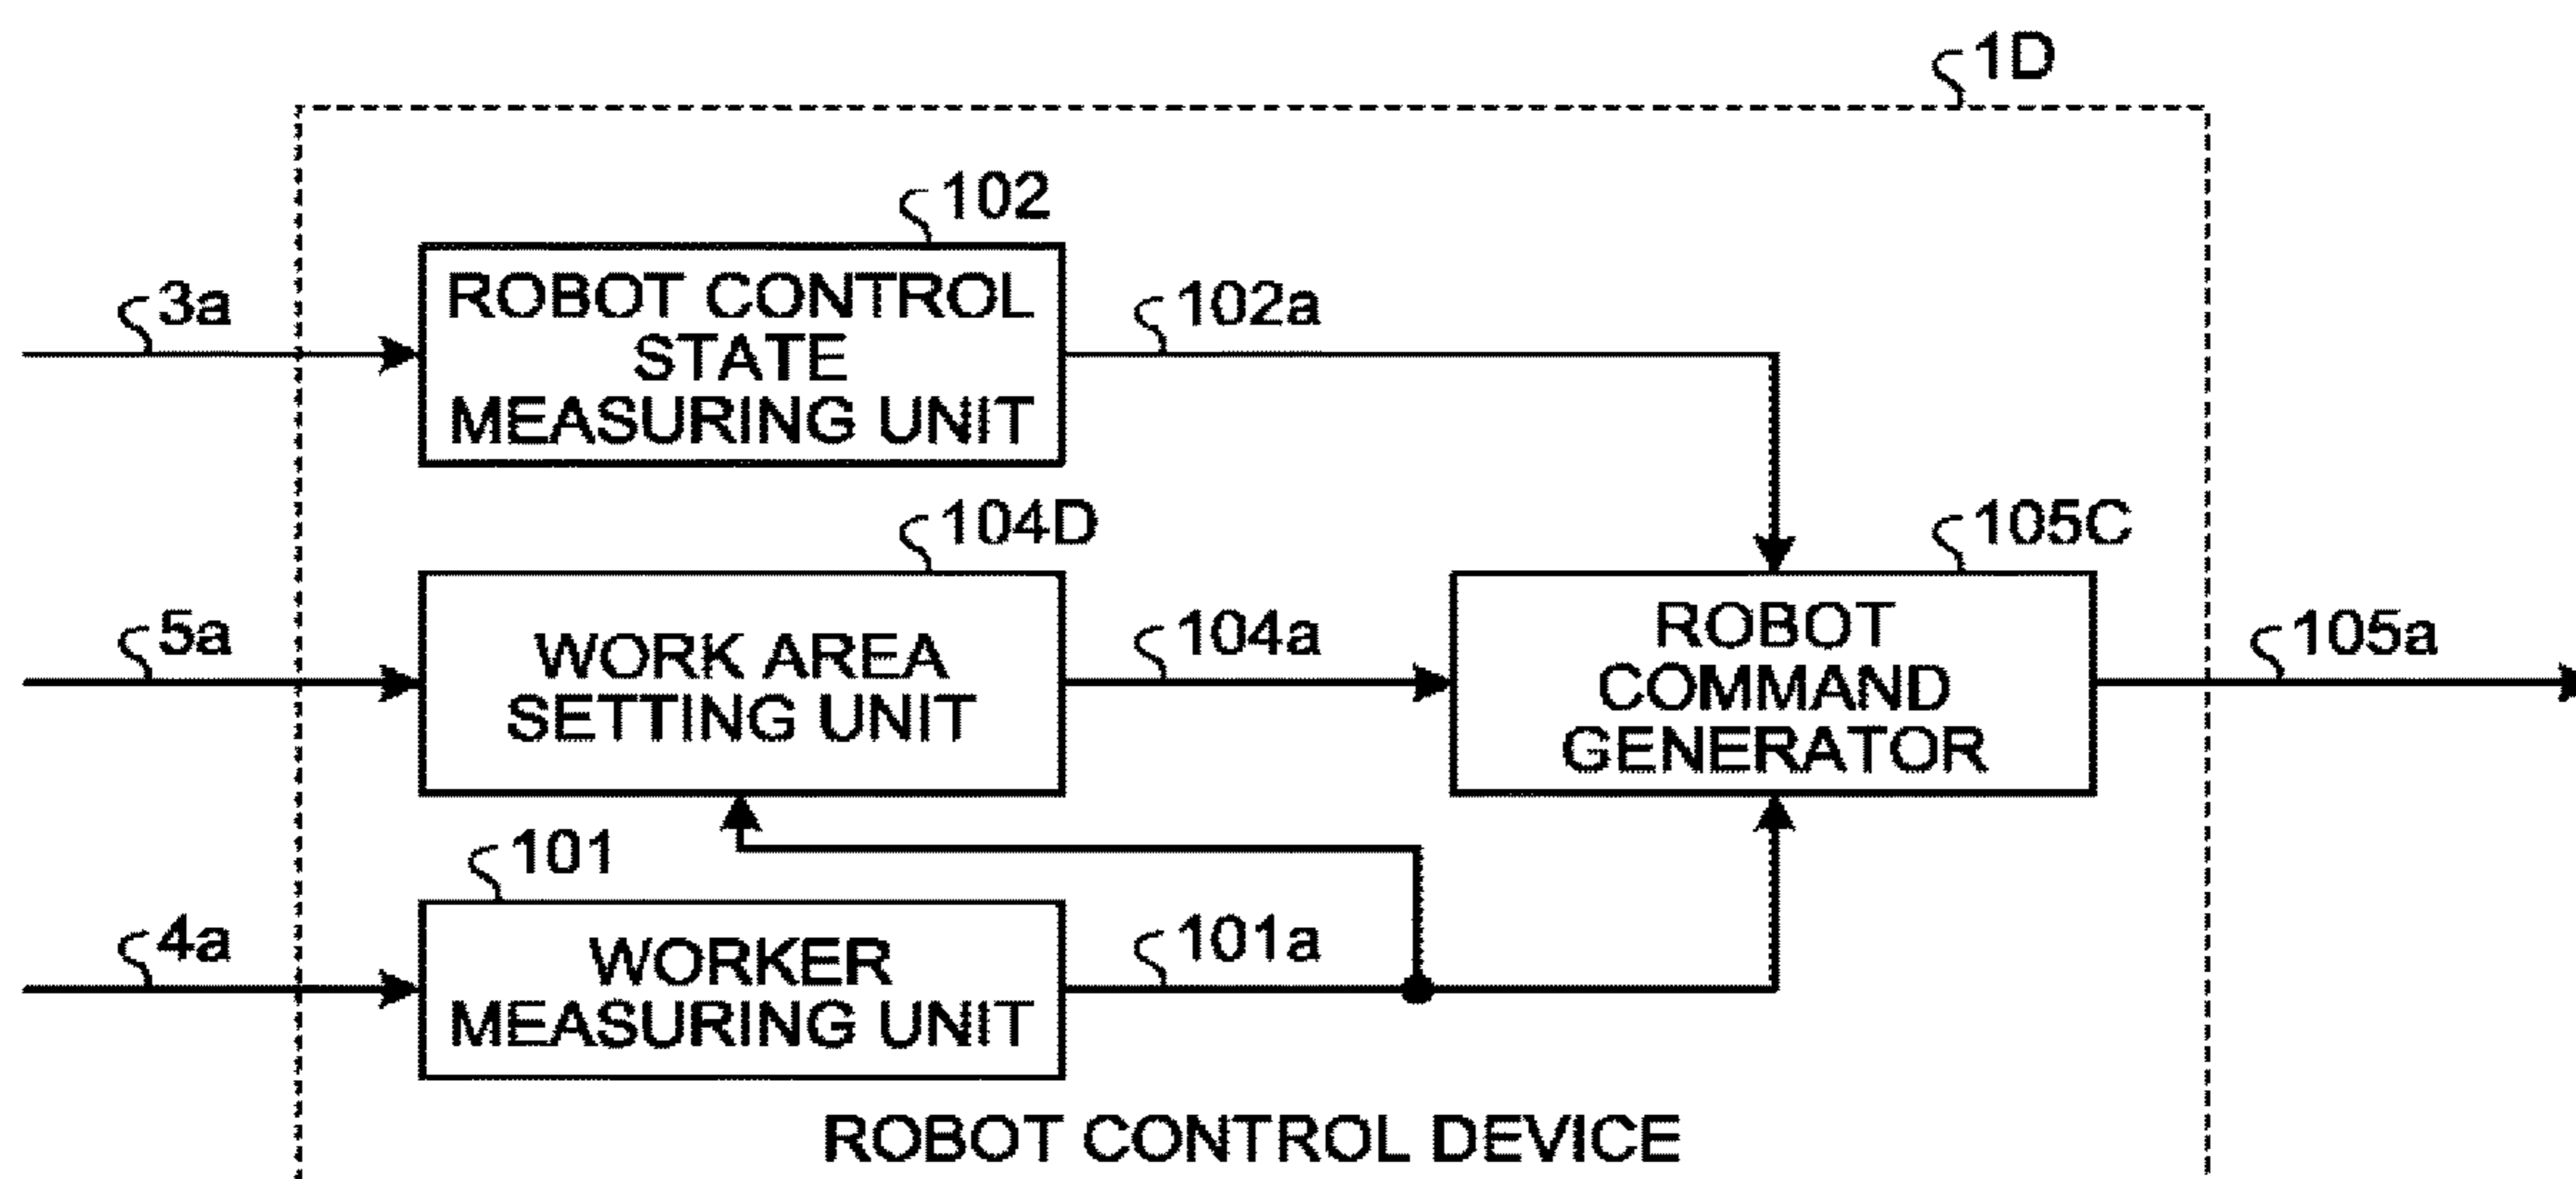 1D
102
3a
ROBOT CONTROL
STATE
MEASURING UNIT
102a
104D
105C
5a
WORK AREA
SETTING UNIT
104a
ROBOT
COMMAND
GENERATOR
105a
101
4a
WORKER
MEASURING UNIT
101a
ROBOT CONTROL DEVICE